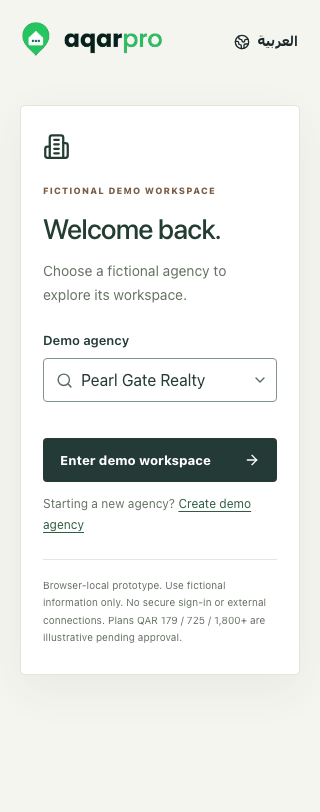 aqarpro
العربية
FICTIONAL DEMO WORKSPACE
Welcome back.
Choose a fictional agency to
explore its workspace.
Demo agency
Pearl Gate Realty
Enter demo workspace
Starting a new agency? Create demo
agency
Browser-local prototype. Use fictional
information only. No secure sign-in or external
connections. Plans QAR 179 / 725 / 1,800+ are
illustrative pending approval.